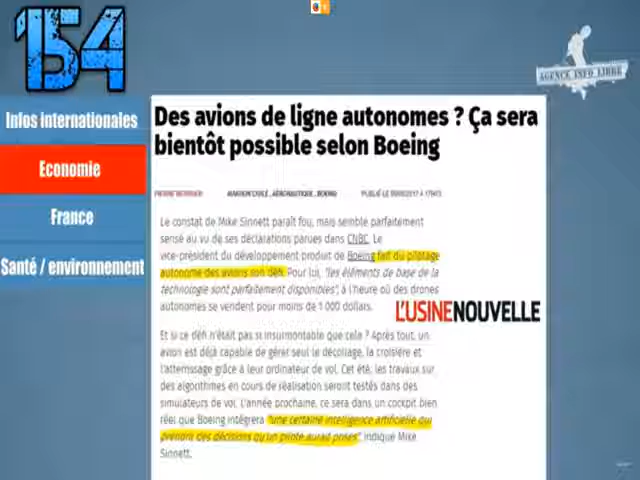 154
AGENCE INFO LIBRE
Infos internationales
Economie
France
Santé / environnement
Des avions de ligne autonomes ? Ça sera
bientôt possible selon Boeing
Le constat de Mike Sinnett paraît fou, mais semble parfaitement
sensé au vu de ses déclarations parues dans CNBC. Le
vice-président du développement produit de Boeing fait du pilotage
autonome des avions son défi. Pour lui, "les éléments de base de la
technologie sont parfaitement disponibles", à l'heure où des drones
autonomes se vendent pour moins de 1 000 dollars.
L'USINENOUVELLE
Et si ce défi n'était pas si insurmontable que cela ? Après tout, un
avion est déjà capable de gérer seul le décollage, la croisière et
l'atterrissage grâce à leur ordinateur de vol. Cet été, les travaux sur
des algorithmes en cours de réalisation seront testés dans des
simulateurs de vol. L'année prochaine, ce sera dans un cockpit bien
réel que Boeing intégrera "une certaine intelligence artificielle qui
prendra des décisions qu'un pilote aurait prises", indique Mike
Sinnett.